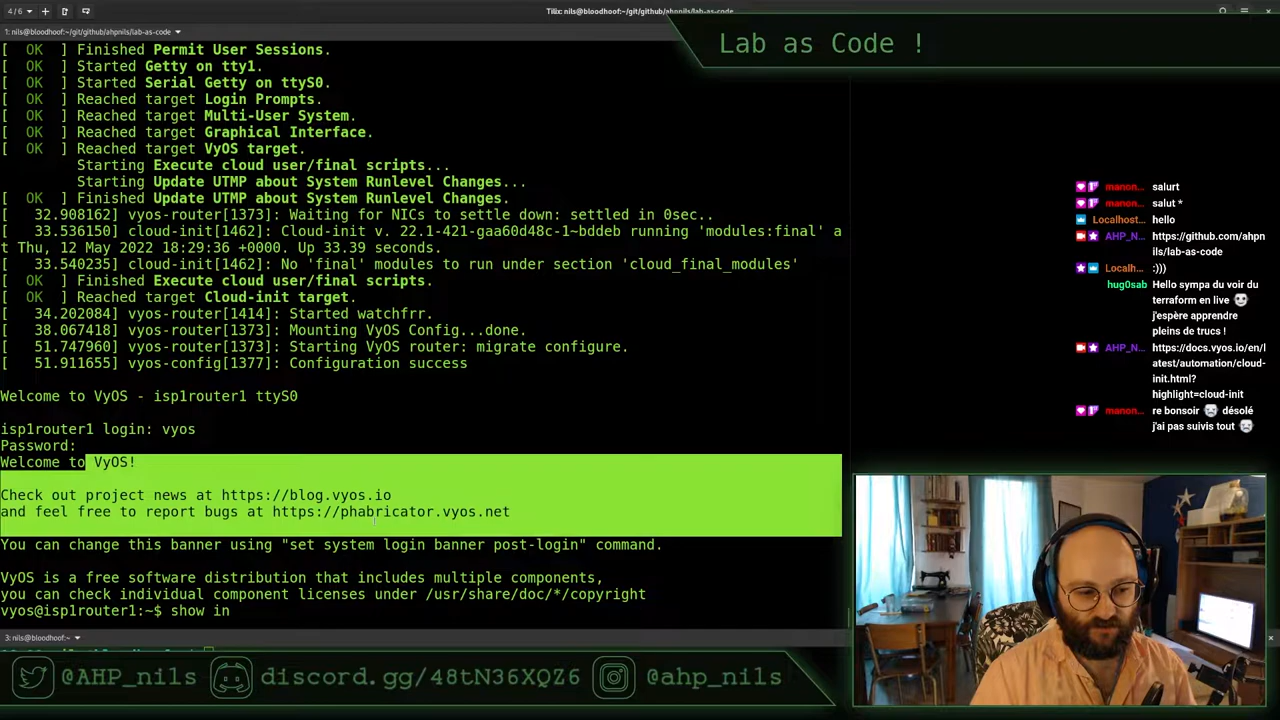 4/6
Tilix: nils@bloodhoof:~/git/github/ahpnils/lab-as-code
1: nils@bloodhoof:~/git/github/ahpnils/lab-as-code
Lab as Code !
[  OK  ] Finished Permit User Sessions.
[  OK  ] Started Getty on tty1.
[  OK  ] Started Serial Getty on ttyS0.
[  OK  ] Reached target Login Prompts.
[  OK  ] Reached target Multi-User System.
[  OK  ] Reached target Graphical Interface.
[  OK  ] Reached target VyOS target.
Starting Execute cloud user/final scripts...
Starting Update UTMP about System Runlevel Changes...
[  OK  ] Finished Update UTMP about System Runlevel Changes.
[   32.908162] vyos-router[1373]: Waiting for NICs to settle down: settled in 0sec..
[   33.536150] cloud-init[1462]: Cloud-init v. 22.1-421-gaa60d48c-1~bddeb running 'modules:final' a
t Thu, 12 May 2022 18:29:36 +0000. Up 33.39 seconds.
[   33.540235] cloud-init[1462]: No 'final' modules to run under section 'cloud_final_modules'
[  OK  ] Finished Execute cloud user/final scripts.
[  OK  ] Reached target Cloud-init target.
[   34.202084] vyos-router[1414]: Started watchfrr.
[   38.067418] vyos-router[1373]: Mounting VyOS Config...done.
[   51.747960] vyos-router[1373]: Starting VyOS router: migrate configure.
[   51.911655] vyos-config[1377]: Configuration success
Welcome to VyOS - isp1router1 ttyS0
isp1router1 login: vyos
Password:
Welcome to VyOS!
Check out project news at https://blog.vyos.io
and feel free to report bugs at https://phabricator.vyos.net
You can change this banner using "set system login banner post-login" command.
VyOS is a free software distribution that includes multiple components,
you can check individual component licenses under /usr/share/doc/*/copyright
vyos@isp1router1:~$ show in
3: nils@bloodhoof:~
manon... salurt
manon... salut *
Localhost... hello
AHP_N... https://github.com/ahpn
ils/lab-as-code
Localh... :)))
hug0sab Hello sympa du voir du
terraform en live
j'espère apprendre
pleins de trucs !
AHP_N... https://docs.vyos.io/en/l
atest/automation/cloud-
init.html?
highlight=cloud-init
manon... re bonsoir désolé
j'ai pas suivis tout
@AHP_nils
discord.gg/48tN36XQZ6
@ahp_nils